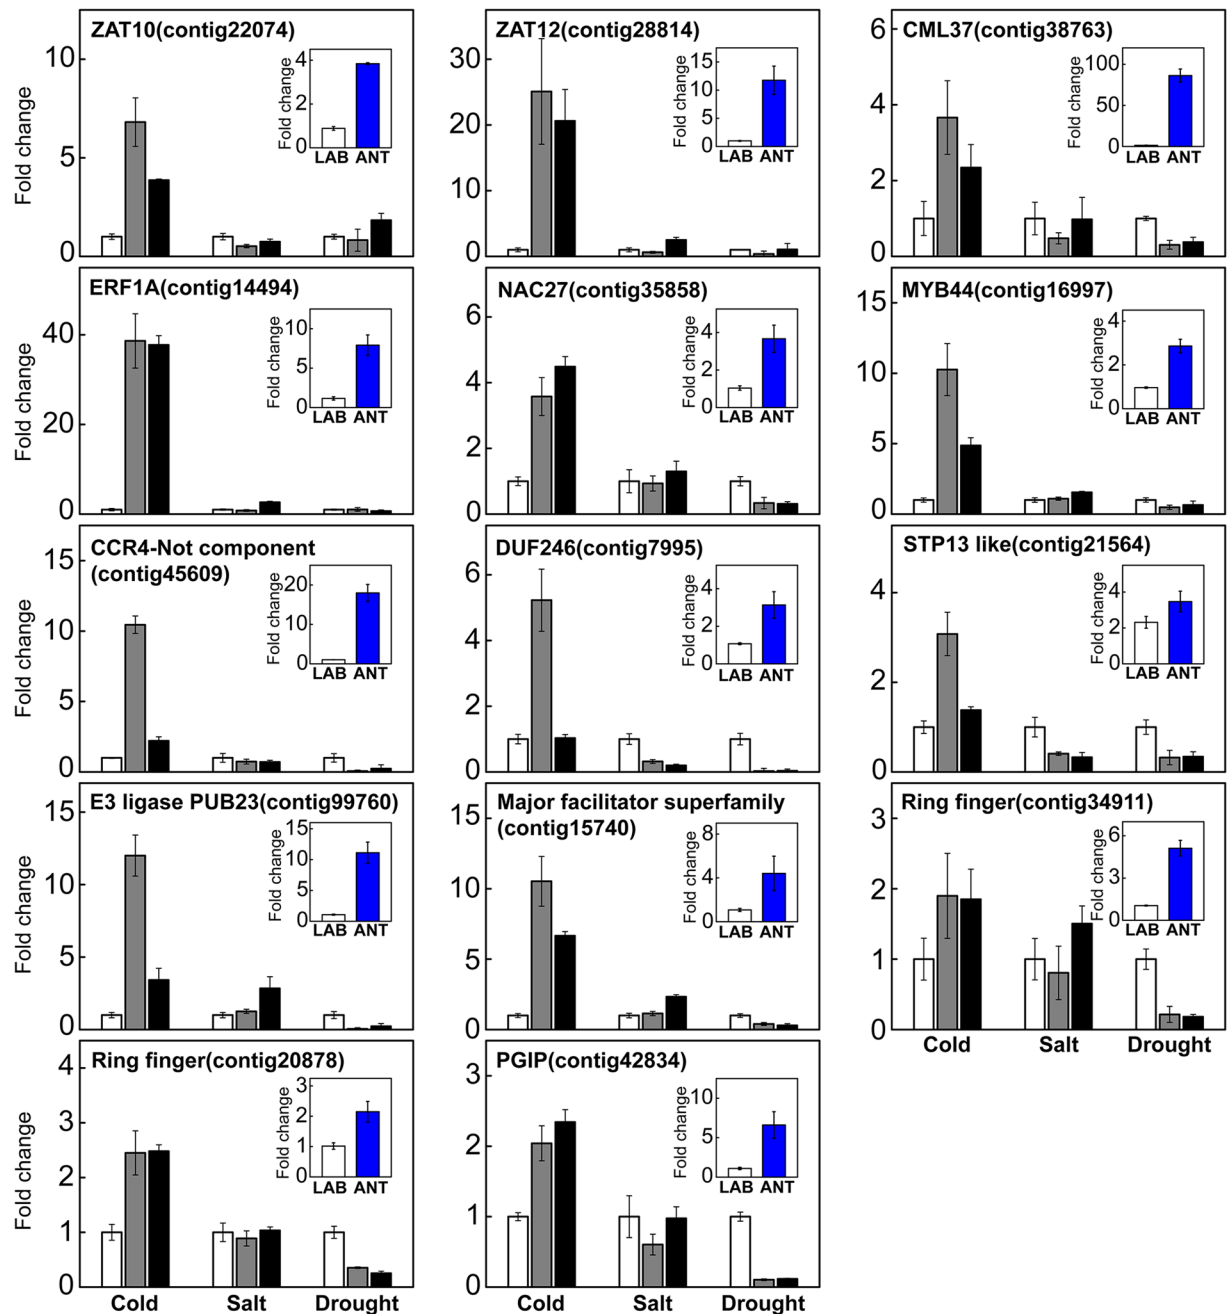 ZAT10(contig22074)
Fold change
10
5
0
Fold change
4
2
0
LAB ANT
ZAT12(contig28814)
30
20
10
0
Fold change
15
10
5
0
LAB ANT
CML37(contig38763)
6
4
2
0
Fold change
100
50
0
LAB ANT
ERF1A(contig14494)
Fold change
40
20
0
Fold change
10
5
0
LAB ANT
NAC27(contig35858)
6
4
2
0
Fold change
4
2
0
LAB ANT
MYB44(contig16997)
15
10
5
0
Fold change
4
2
0
LAB ANT
CCR4-Not component
(contig45609)
Fold change
15
10
5
0
Fold change
20
10
0
LAB ANT
DUF246(contig7995)
6
4
2
0
Fold change
4
2
0
LAB ANT
STP13 like(contig21564)
4
2
0
Fold change
4
2
0
LAB ANT
E3 ligase PUB23(contig99760)
Fold change
15
10
5
0
Fold change
15
10
5
0
LAB ANT
Major facilitator superfamily
(contig15740)
15
10
5
0
Fold change
8
4
0
LAB ANT
Ring finger(contig34911)
3
2
1
0
Fold change
6
3
0
LAB ANT
Cold Salt Drought
Ring finger(contig20878)
Fold change
4
3
2
1
0
Fold change
3
2
1
0
LAB ANT
Cold Salt Drought
PGIP(contig42834)
3
2
1
0
Fold change
10
5
0
LAB ANT
Cold Salt Drought